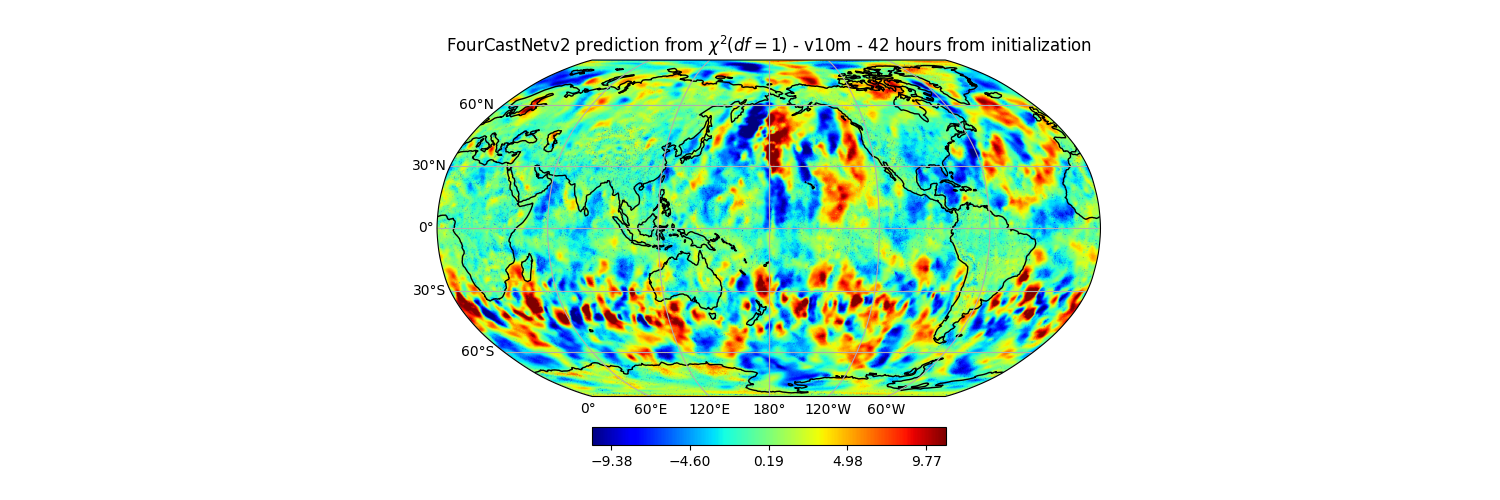 FourCastNetv2 prediction from χ²(df = 1) - v10m - 42 hours from initialization
60°N
30°N
0°
30°S
60°S
0° 60°E 120°E 180° 120°W 60°W
−9.38 −4.60 0.19 4.98 9.77